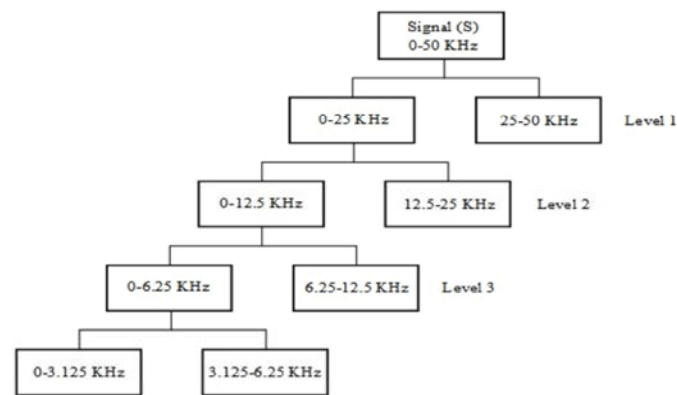 Signal (S)
0-50 KHz
0-25 KHz
25-50 KHz
Level 1
0-12.5 KHz
12.5-25 KHz
Level 2
0-6.25 KHz
6.25-12.5 KHz
Level 3
0-3.125 KHz
3.125-6.25 KHz